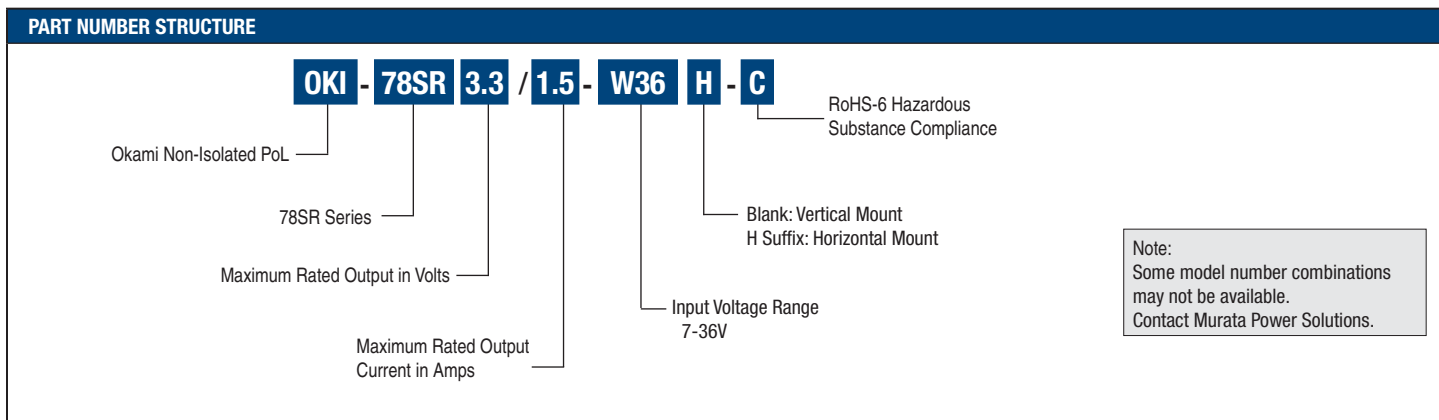 PART NUMBER STRUCTURE
OKI - 78SR 3.3 / 1.5 - W36 H - C
RoHS-6 Hazardous
Substance Compliance
Okami Non-Isolated PoL
78SR Series
Blank: Vertical Mount
H Suffix: Horizontal Mount
Maximum Rated Output in Volts
Input Voltage Range
7-36V
Maximum Rated Output
Current in Amps
Note:
Some model number combinations
may not be available.
Contact Murata Power Solutions.